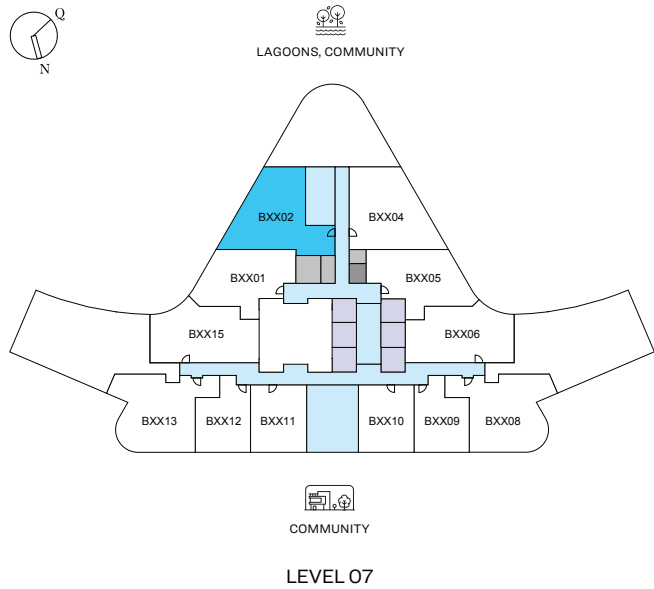 Q
N
LAGOONS, COMMUNITY
BXX02
BXX04
BXX01
BXX05
BXX15
BXX06
BXX13
BXX12
BXX11
BXX10
BXX09
BXX08
COMMUNITY
LEVEL 07